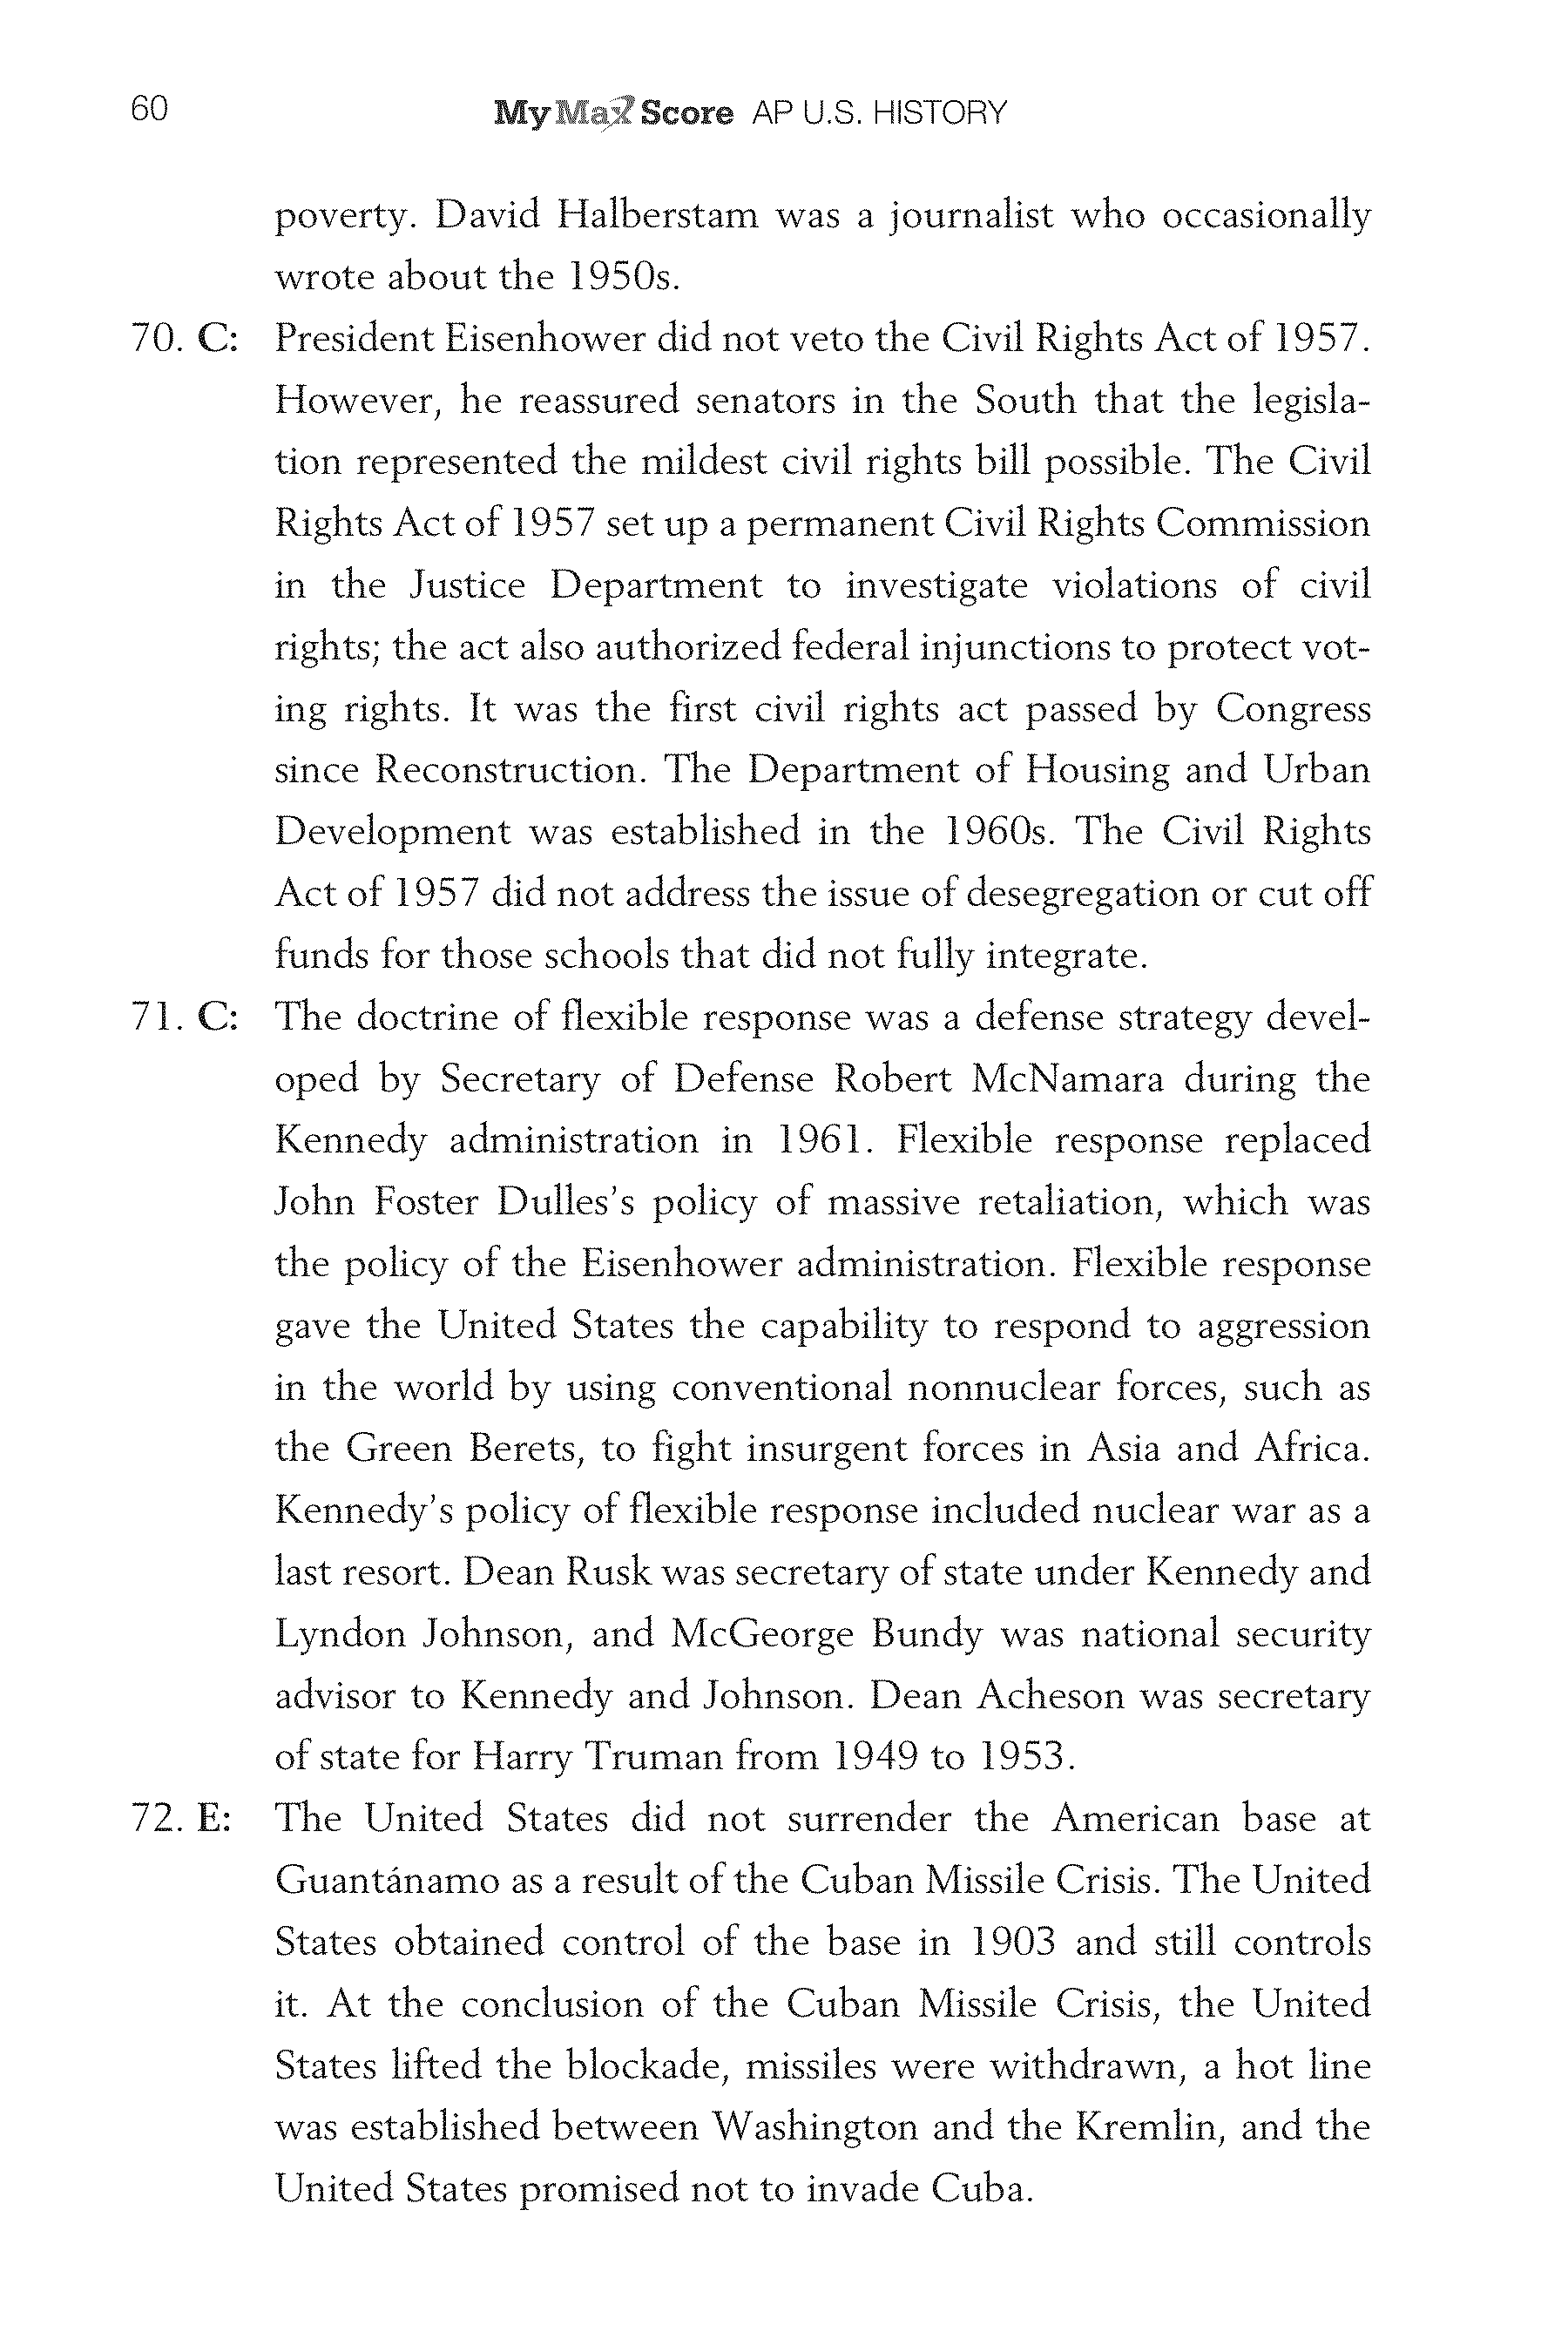 60 MyMaxScore AP U.S. HISTORY
poverty. David Halberstam was a journalist who occasionally
wrote about the 1950s.
70. C: President Eisenhower did not veto the Civil Rights Act of 1957.
However, he reassured senators in the South that the legisla-
tion represented the mildest civil rights bill possible. The Civil
Rights Act of 1957 set up a permanent Civil Rights Commission
in the Justice Department to investigate violations of civil
rights; the act also authorized federal injunctions to protect vot-
ing rights. It was the first civil rights act passed by Congress
since Reconstruction. The Department of Housing and Urban
Development was established in the 1960s. The Civil Rights
Act of 1957 did not address the issue of desegregation or cut off
funds for those schools that did not fully integrate.
71. C: The doctrine of flexible response was a defense strategy devel-
oped by Secretary of Defense Robert McNamara during the
Kennedy administration in 1961. Flexible response replaced
John Foster Dulles’s policy of massive retaliation, which was
the policy of the Eisenhower administration. Flexible response
gave the United States the capability to respond to aggression
in the world by using conventional nonnuclear forces, such as
the Green Berets, to fight insurgent forces in Asia and Africa.
Kennedy’s policy of flexible response included nuclear war as a
last resort. Dean Rusk was secretary of state under Kennedy and
Lyndon Johnson, and McGeorge Bundy was national security
advisor to Kennedy and Johnson. Dean Acheson was secretary
of state for Harry Truman from 1949 to 1953.
72. E: The United States did not surrender the American base at
Guantánamo as a result of the Cuban Missile Crisis. The United
States obtained control of the base in 1903 and still controls
it. At the conclusion of the Cuban Missile Crisis, the United
States lifted the blockade, missiles were withdrawn, a hot line
was established between Washington and the Kremlin, and the
United States promised not to invade Cuba.